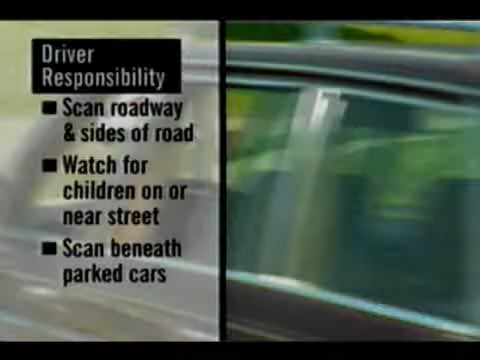 Driver
Responsibility
■ Scan roadway
& sides of road
■ Watch for
children on or
near street
■ Scan beneath
parked cars